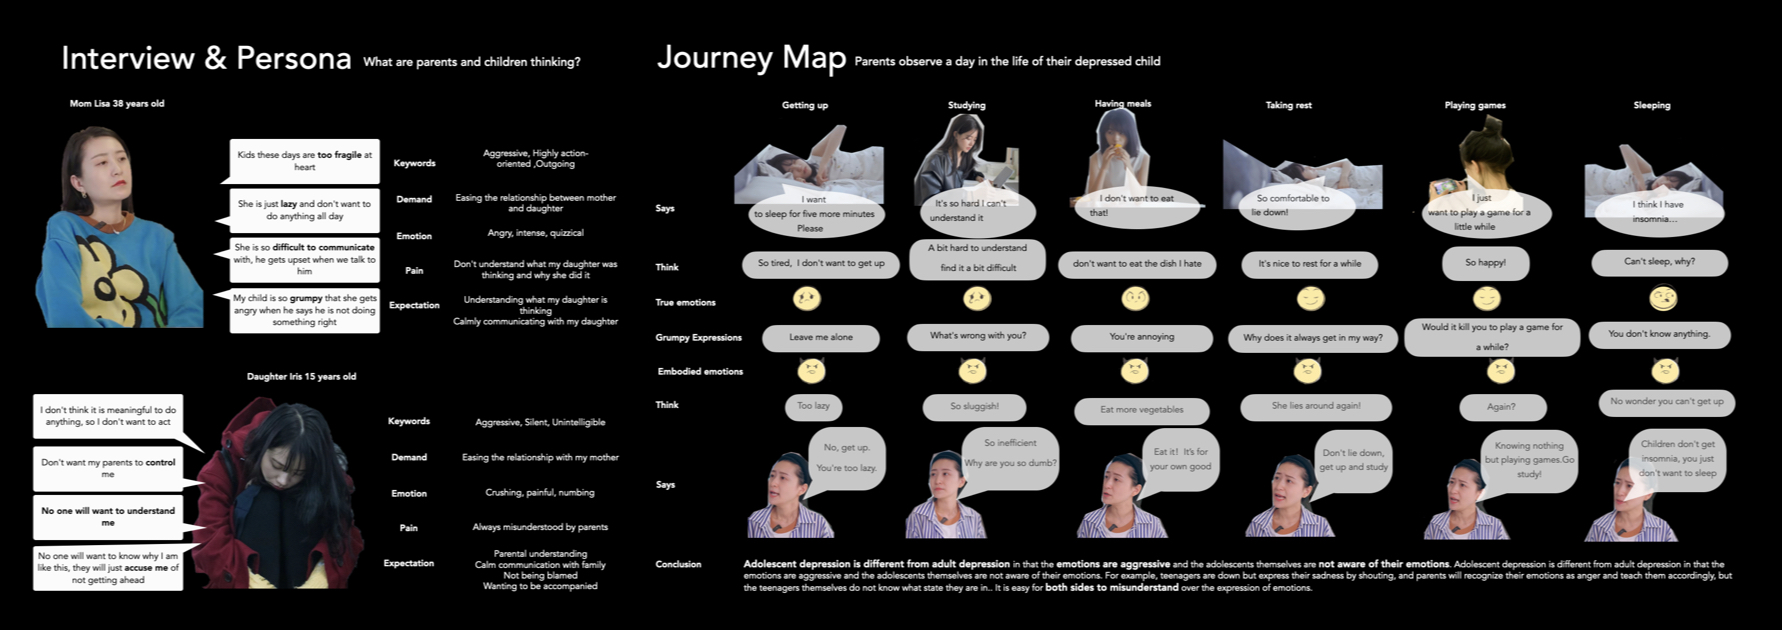 Interview & Persona What are parents and children thinking?
Mom Lisa 38 years old
Kids these days are too fragile at
heart
She is just lazy and don't want to
do anything all day
She is so difficult to communicate
with, he gets upset when we talk to
him
My child is so grumpy that she gets
angry when he says he is not doing
something right
Keywords
Aggressive, Highly action-
oriented ,Outgoing
Demand
Easing the relationship between mother
and daughter
Emotion
Angry, intense, quizzical
Pain
Don't understand what my daughter was
thinking and why she did it
Expectation
Understanding what my daughter is
thinking
Calmly communicating with my daughter
Daughter Iris 15 years old
I don't think it is meaningful to do
anything, so I don't want to act
Don't want my parents to control
me
No one will want to understand
me
No one will want to know why I am
like this, they will just accuse me of
not getting ahead
Keywords
Aggressive, Silent, Unintelligible
Demand
Easing the relationship with my mother
Emotion
Crushing, painful, numbing
Pain
Always misunderstood by parents
Expectation
Parental understanding
Calm communication with family
Not being blamed
Wanting to be accompanied
Journey Map Parents observe a day in the life of their depressed child
Getting up
Studying
Having meals
Taking rest
Playing games
Sleeping
Says
I want
to sleep for five more minutes
Please
It's so hard I can't
understand it
I don't want to eat
that!
So comfortable to
lie down!
I just
want to play a game for a
little while
I think I have
insomnia...
Think
So tired, I don't want to get up
A bit hard to understand
find it a bit difficult
don't want to eat the dish I hate
It's nice to rest for a while
So happy!
Can't sleep, why?
True emotions
Grumpy Expressions
Leave me alone
What's wrong with you?
You're annoying
Why does it always get in my way?
Would it kill you to play a game for
a while?
You don't know anything.
Embodied emotions
Think
Too lazy
So sluggish!
Eat more vegetables
She lies around again!
Again?
No wonder you can't get up
Says
No, get up.
You're too lazy.
So inefficient
Why are you so dumb?
Eat it! It's for
your own good
Don't lie down,
get up and study
Knowing nothing
but playing games.Go
study!
Children don't get
insomnia, you just
don't want to sleep
Conclusion
Adolescent depression is different from adult depression in that the emotions are aggressive and the adolescents themselves are not aware of their emotions. Adolescent depression is different from adult depression in that the
emotions are aggressive and the adolescents themselves are not aware of their emotions. For example, teenagers are down but express their sadness by shouting, and parents will recognize their emotions as anger and teach them accordingly, but
the teenagers themselves do not know what state they are in.. It is easy for both sides to misunderstand over the expression of emotions.